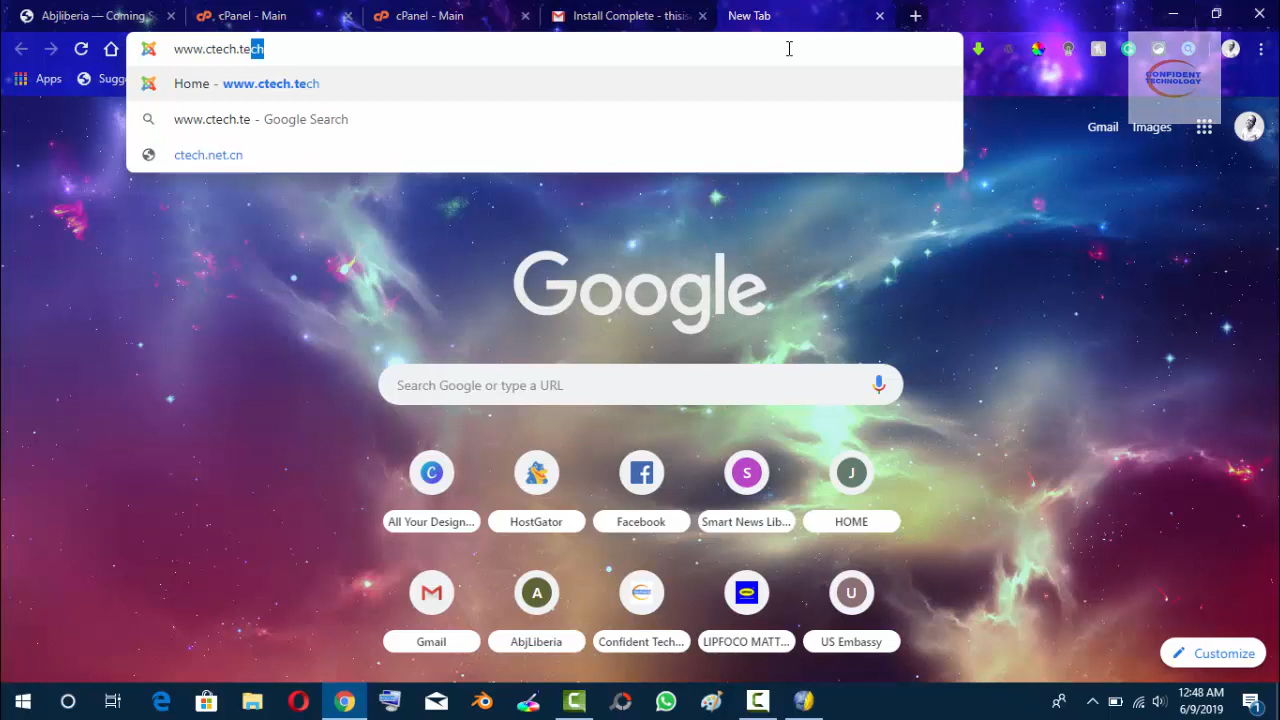 Abjliberia — Coming S
cPanel - Main
cPanel - Main
Install Complete - thisis
New Tab
www.ctech.tech
Apps
Sugg
Home - www.ctech.tech
www.ctech.te - Google Search
ctech.net.cn
CONFIDENT
TECHNOLOGY
Gmail
Images
Google
Search Google or type a URL
All Your Design...
HostGator
Facebook
Smart News Lib...
HOME
Gmail
AbjLiberia
Confident Tech...
LIPFOCO MATT...
US Embassy
Customize
12:48 AM
6/9/2019